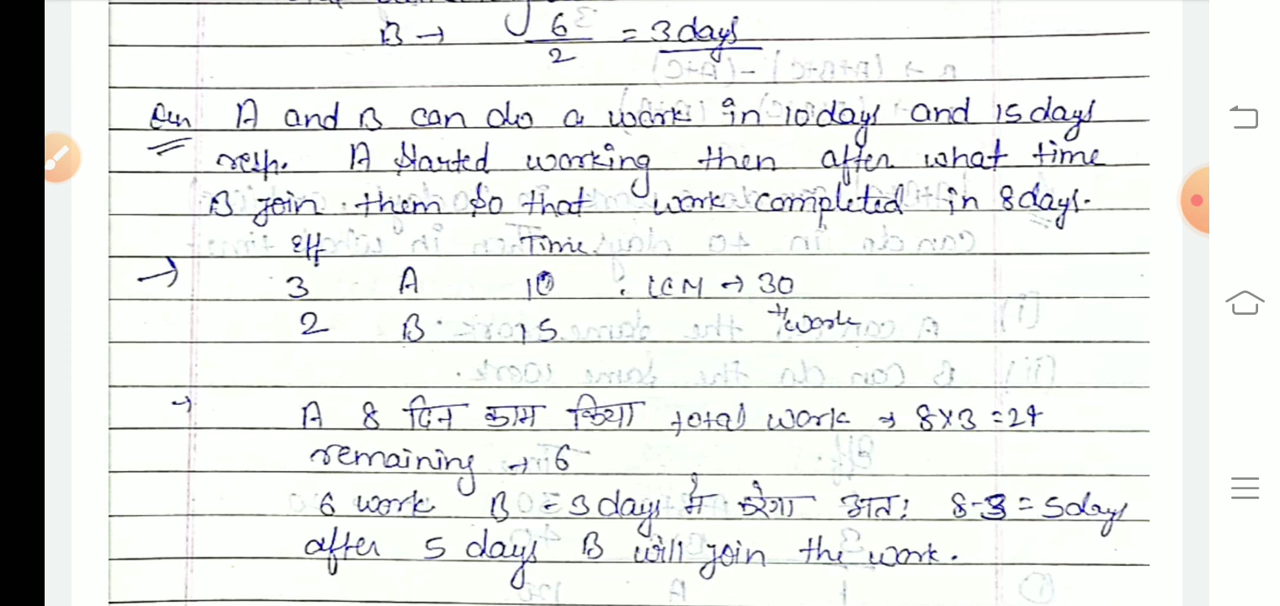 B → 6/2 = 3 days
Qun A and B can do a work in 10 days and 15 days
resp. A started working then after what time
B join them so that work completed in 8 days.
eff Time
→ 3 A 10 LCM → 30
2 B 15 work
→ A 8 दिन काम किया total work → 8×3 = 24
remaining → 6
6 work B = 3 days में करेगा अतः 8-3 = 5 days
after 5 days B will join the work.